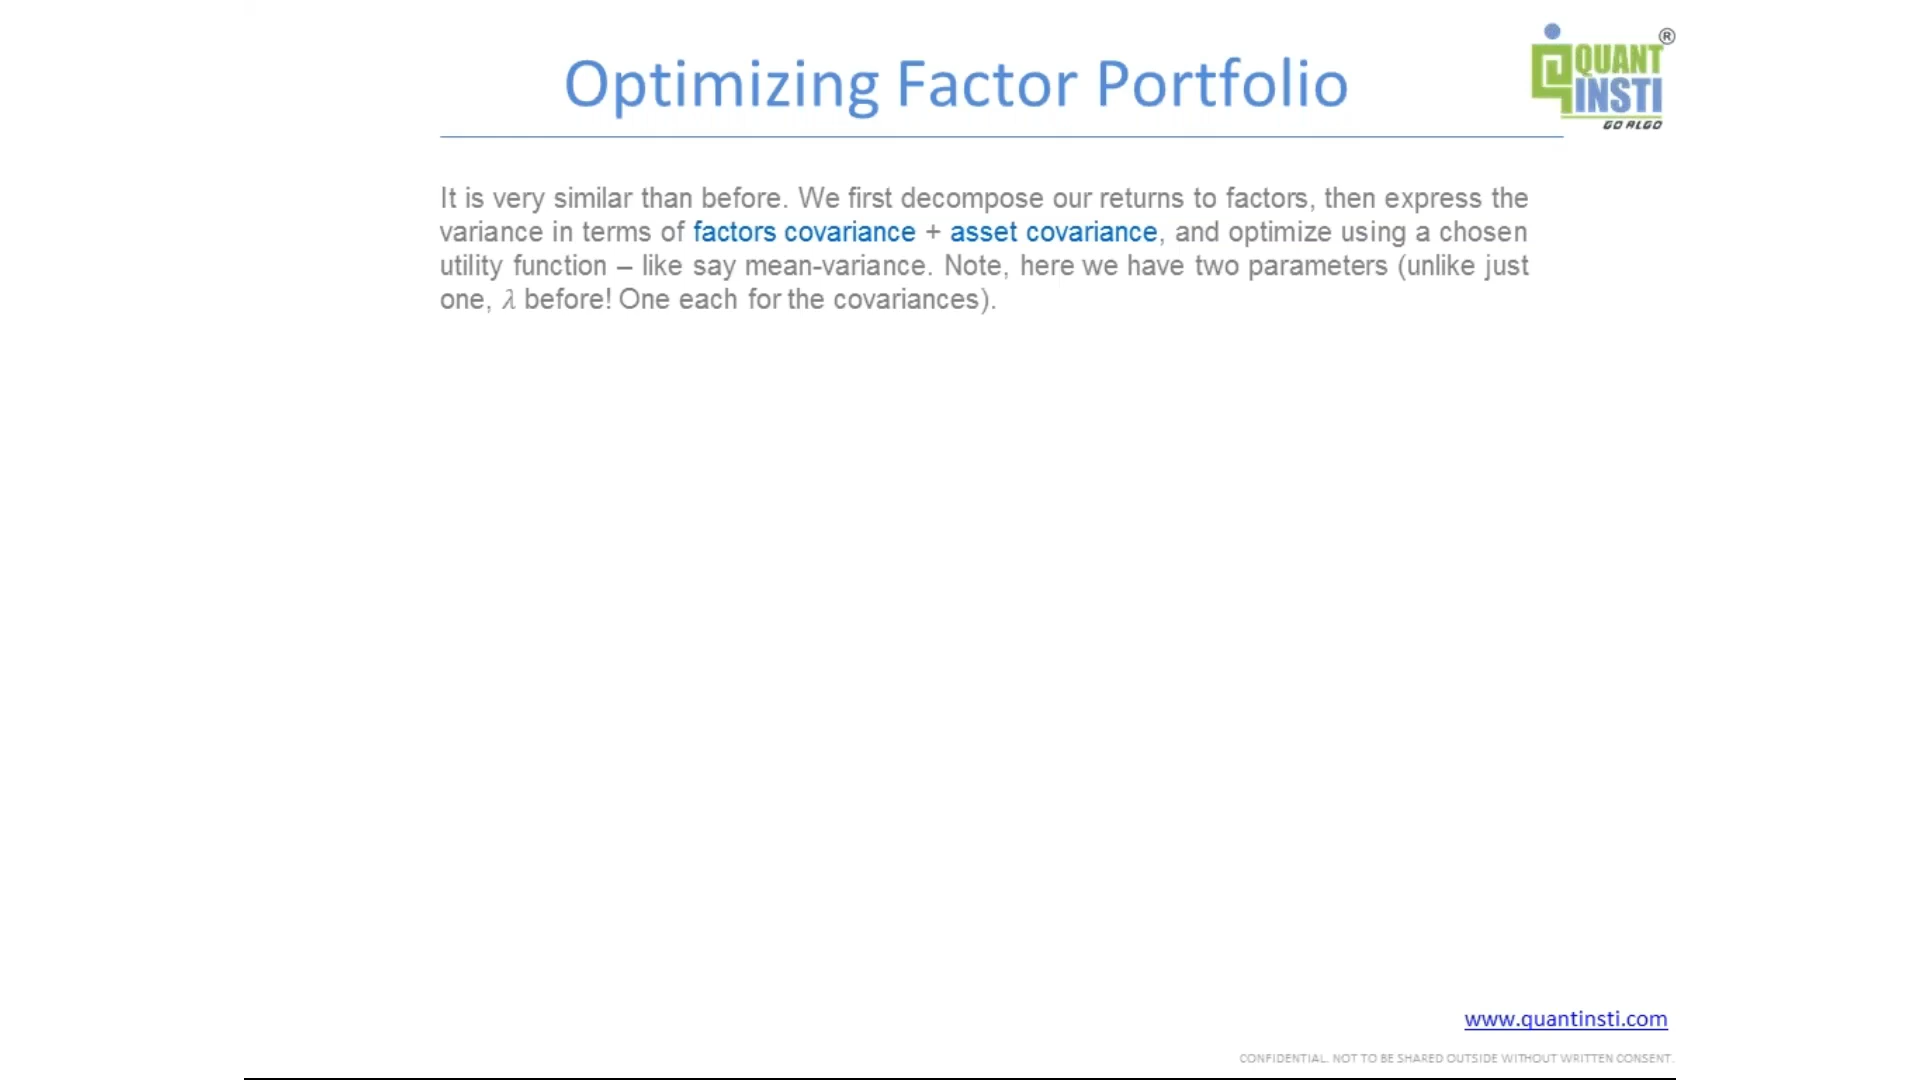 Optimizing Factor Portfolio
QUANT
INSTI
®
GO ALGO
It is very similar than before. We first decompose our returns to factors, then express the
variance in terms of factors covariance + asset covariance, and optimize using a chosen
utility function – like say mean-variance. Note, here we have two parameters (unlike just
one, λ before! One each for the covariances).
www.quantinsti.com
CONFIDENTIAL. NOT TO BE SHARED OUTSIDE WITHOUT WRITTEN CONSENT.